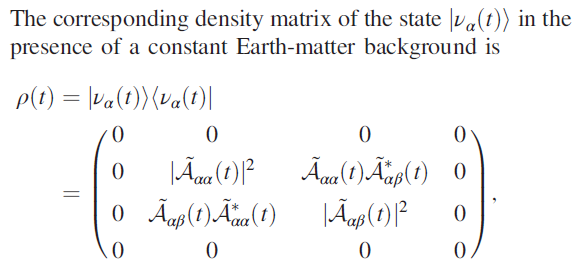 The corresponding density matrix of the state |ν_α(t)⟩ in the
presence of a constant Earth-matter background is
ρ(t) = |ν_α(t)⟩⟨ν_α(t)|
= ( 0 0 0 0
0 |Ã_αα(t)|² Ã_αα(t)Ã*_αβ(t) 0
0 Ã_αβ(t)Ã*_αα(t) |Ã_αβ(t)|² 0
0 0 0 0 ),